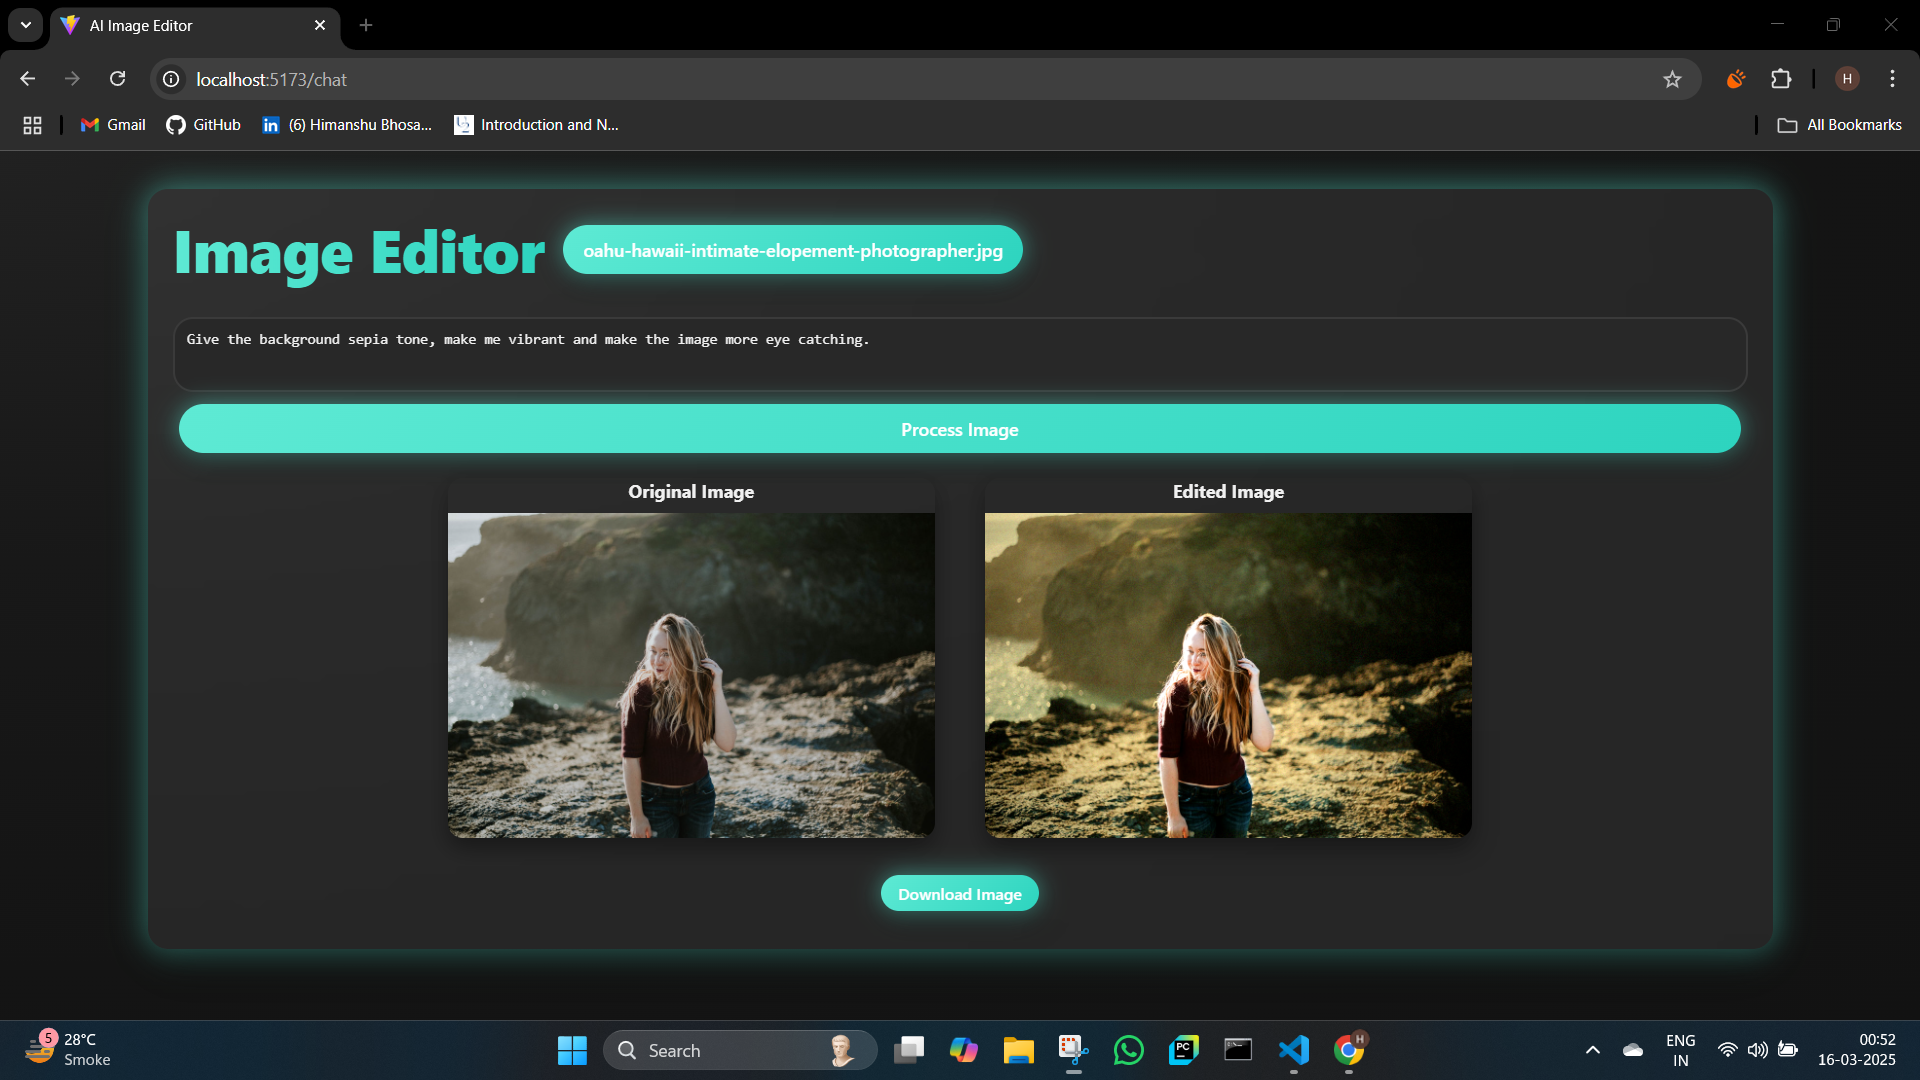 AI Image Editor
localhost:5173/chat
H
Gmail
GitHub
(6) Himanshu Bhosa...
Introduction and N...
All Bookmarks
Image Editor
oahu-hawaii-intimate-elopement-photographer.jpg
Give the background sepia tone, make me vibrant and make the image more eye catching.
Process Image
Original Image
Edited Image
Download Image
5
28°C
Smoke
Search
PC
H
ENG
IN
00:52
16-03-2025